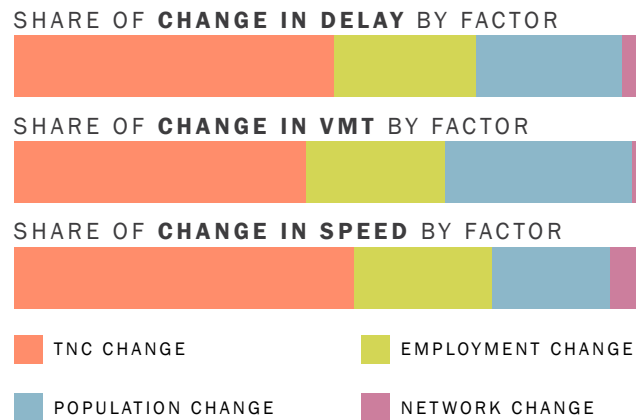 SHARE OF CHANGE IN DELAY BY FACTOR
SHARE OF CHANGE IN VMT BY FACTOR
SHARE OF CHANGE IN SPEED BY FACTOR
TNC CHANGE
EMPLOYMENT CHANGE
POPULATION CHANGE
NETWORK CHANGE